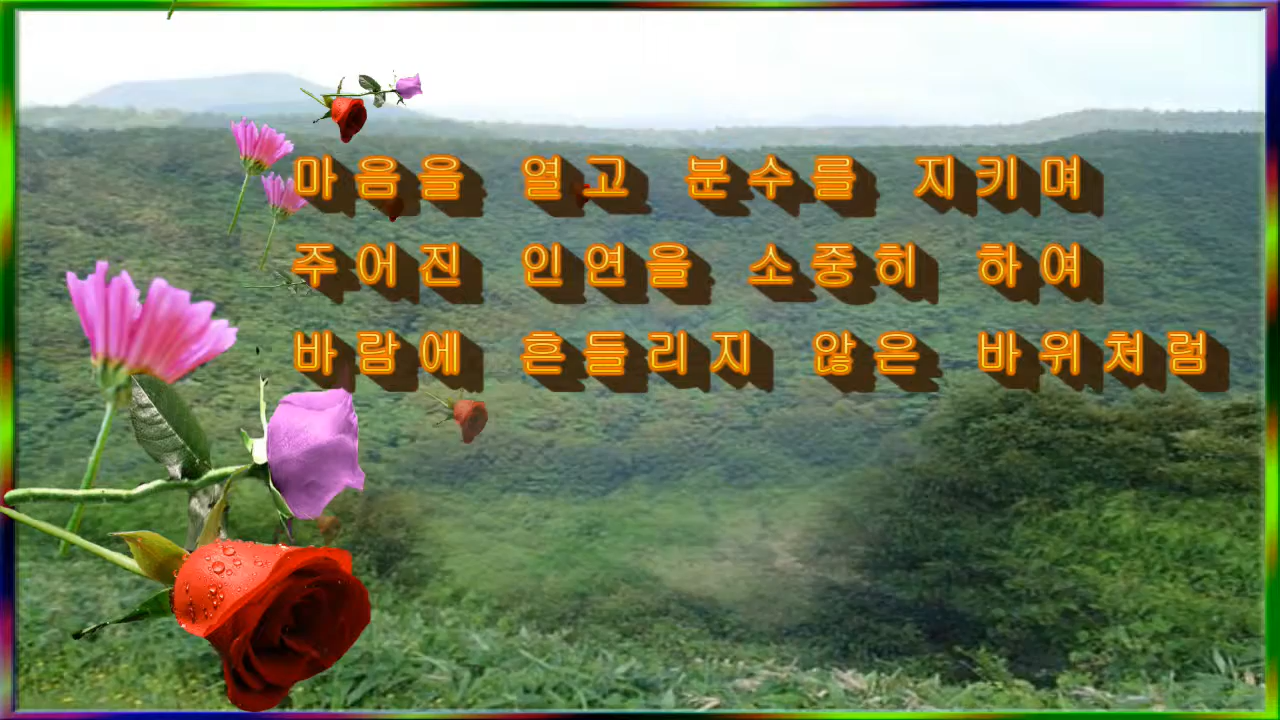 마음을 열고 분수를 지키며
주어진 인연을 소중히 하여
바람에 흔들리지 않은 바위처럼